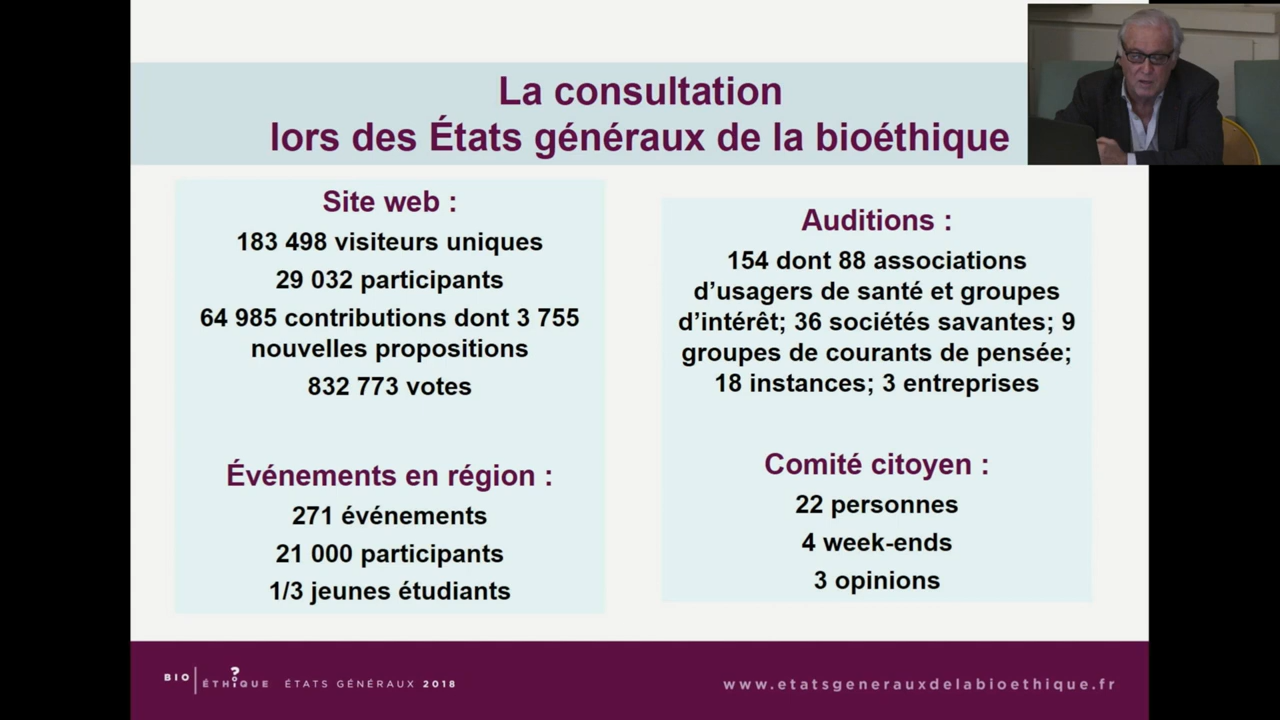 La consultation
lors des États généraux de la bioéthique
Site web :
183 498 visiteurs uniques
29 032 participants
64 985 contributions dont 3 755
nouvelles propositions
832 773 votes
Événements en région :
271 événements
21 000 participants
1/3 jeunes étudiants
Auditions :
154 dont 88 associations
d’usagers de santé et groupes
d’intérêt; 36 sociétés savantes; 9
groupes de courants de pensée;
18 instances; 3 entreprises
Comité citoyen :
22 personnes
4 week-ends
3 opinions
BIO ÉTHIQUE ÉTATS GÉNÉRAUX 2018
?
www.etatsgenerauxdelabioethique.fr